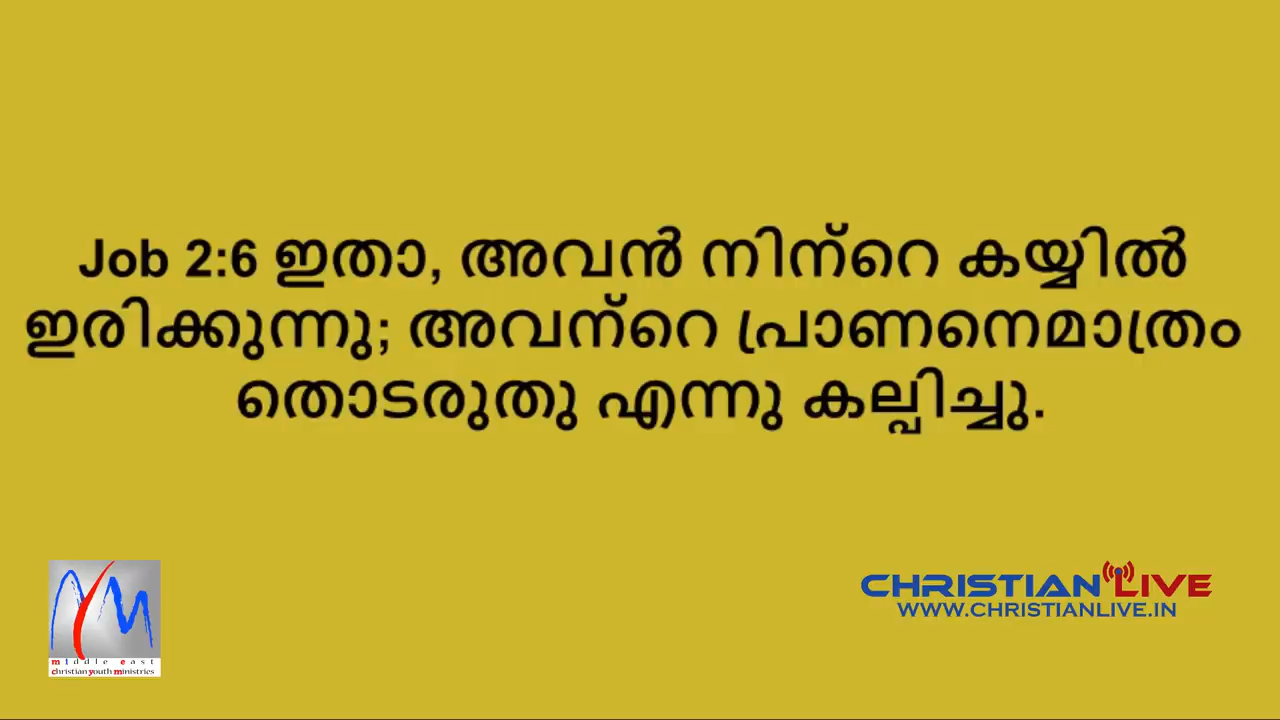 Job 2:6 ഇതാ, അവൻ നിന്റെ കയ്യിൽ
ഇരിക്കുന്നു; അവന്റെ പ്രാണനെമാത്രം
തൊടരുതു എന്നു കല്പിച്ചു.
CHRISTIAN LIVE
WWW.CHRISTIANLIVE.IN
middle east
christian youth ministries